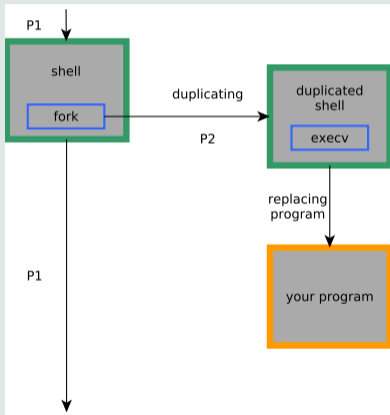 P1
shell
fork
duplicating
P2
duplicated
shell
execv
replacing
program
P1
your program